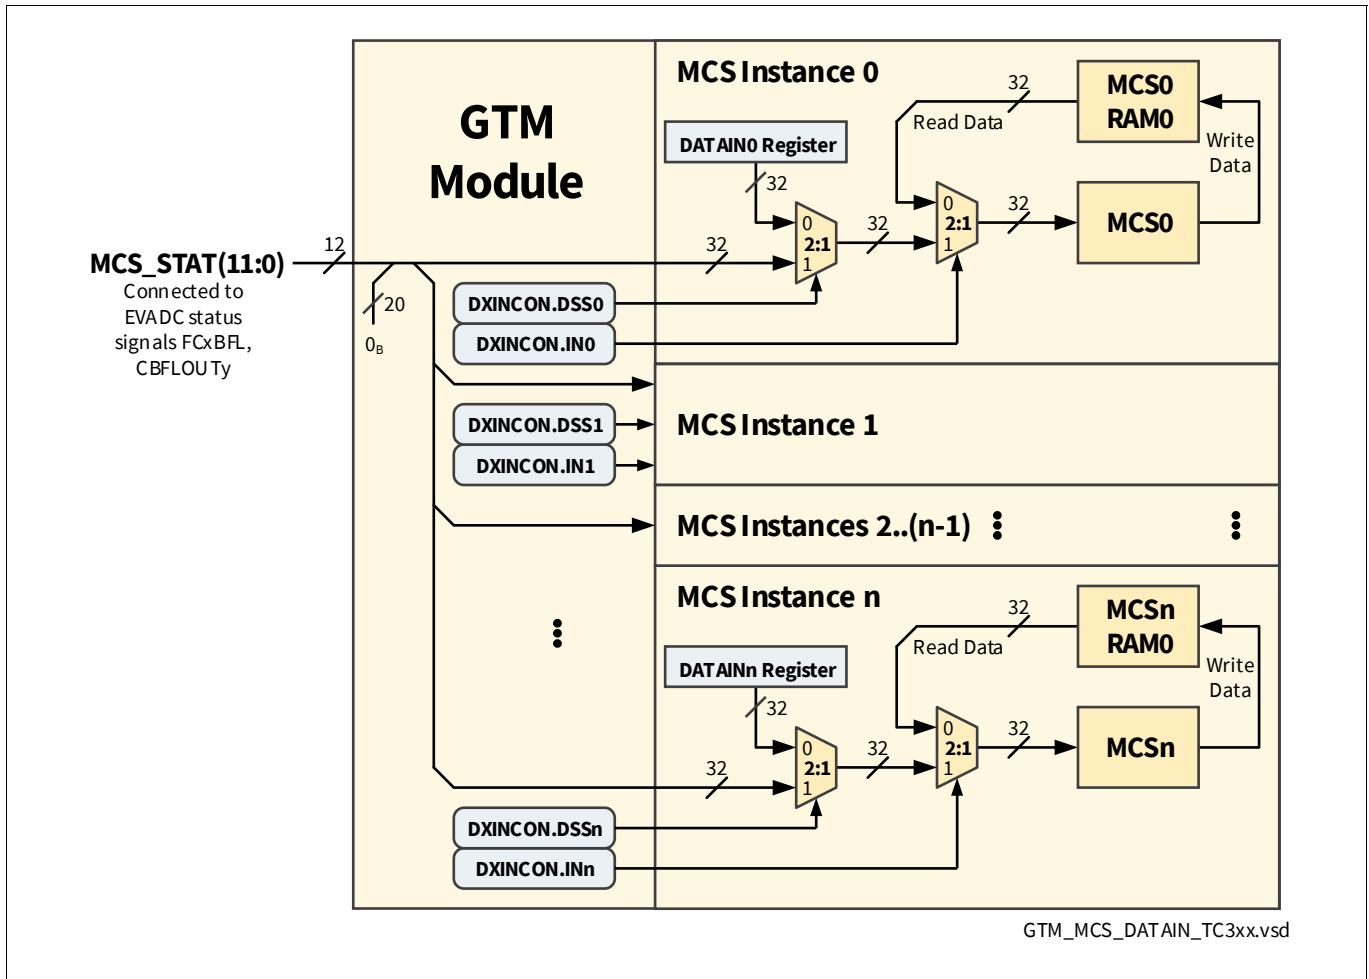 GTM
Module
MCS_STAT(11:0)
Connected to
EVADC status
signals FCxBFL,
CBFLOUTy
12
20
0B
DXINCON.DSS0
DXINCON.IN0
DXINCON.DSS1
DXINCON.IN1
DXINCON.DSSn
DXINCON.INn
MCS Instance 0
DATAIN0 Register
32
32
0
2:1
1
32
Read Data
32
0
2:1
1
32
MCS0
RAM0
Write
Data
MCS0
MCS Instance 1
MCS Instances 2..(n-1)
MCS Instance n
DATAINn Register
32
32
0
2:1
1
32
Read Data
32
0
2:1
1
32
MCSn
RAM0
Write
Data
MCSn
GTM_MCS_DATAIN_TC3xx.vsd